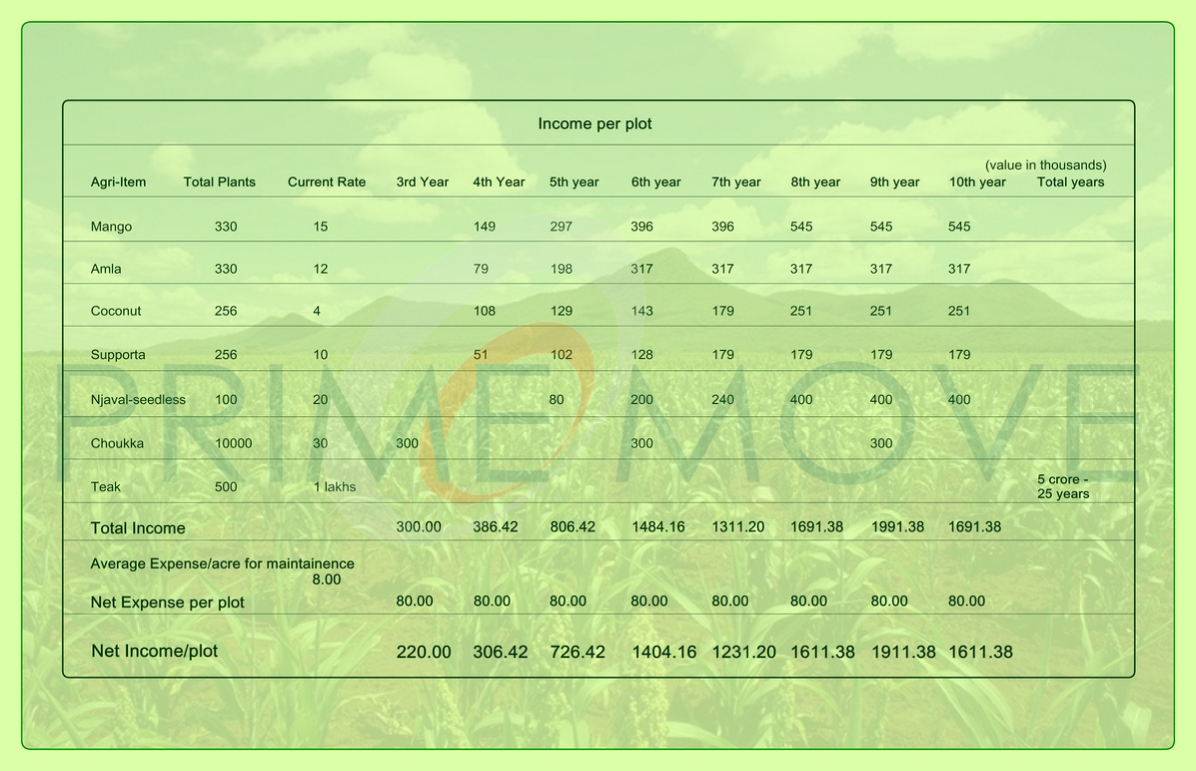 Income per plot
(value in thousands)
Agri-Item Total Plants Current Rate 3rd Year 4th Year 5th year 6th year 7th year 8th year 9th year 10th year Total years
Mango 330 15 149 297 396 396 545 545 545
Amla 330 12 79 198 317 317 317 317 317
Coconut 256 4 108 129 143 179 251 251 251
Supporta 256 10 51 102 128 179 179 179 179
PRIME MOVE
Njaval-seedless 100 20 80 200 240 400 400 400
Choukka 10000 30 300 300 300
Teak 500 1 lakhs 5 crore -
25 years
Total Income 300.00 386.42 806.42 1484.16 1311.20 1691.38 1991.38 1691.38
Average Expense/acre for maintainence
8.00
Net Expense per plot 80.00 80.00 80.00 80.00 80.00 80.00 80.00 80.00
Net Income/plot 220.00 306.42 726.42 1404.16 1231.20 1611.38 1911.38 1611.38